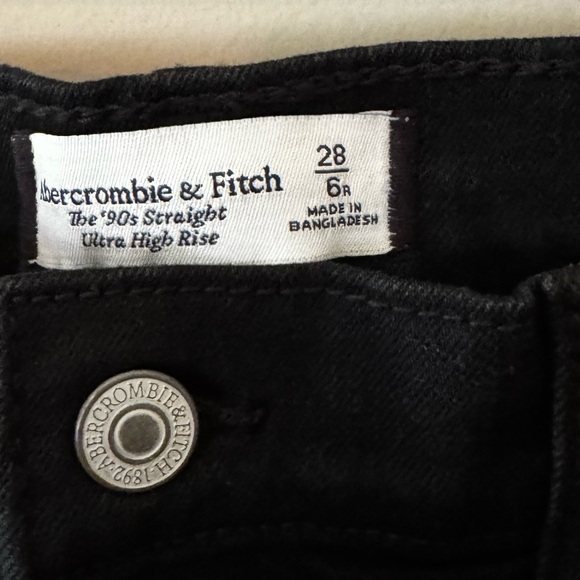 Abercrombie & Fitch
The '90s Straight
Ultra High Rise
28
6R
MADE IN
BANGLADESH
ABERCROMBIE & FITCH · 1892 ·